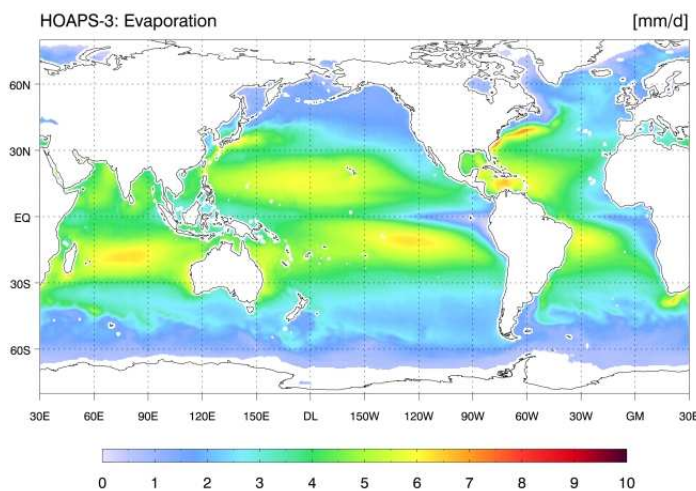 HOAPS-3: Evaporation [mm/d]
60N
30N
EQ
30S
60S
30E 60E 90E 120E 150E DL 150W 120W 90W 60W 30W GM 30E
0 1 2 3 4 5 6 7 8 9 10